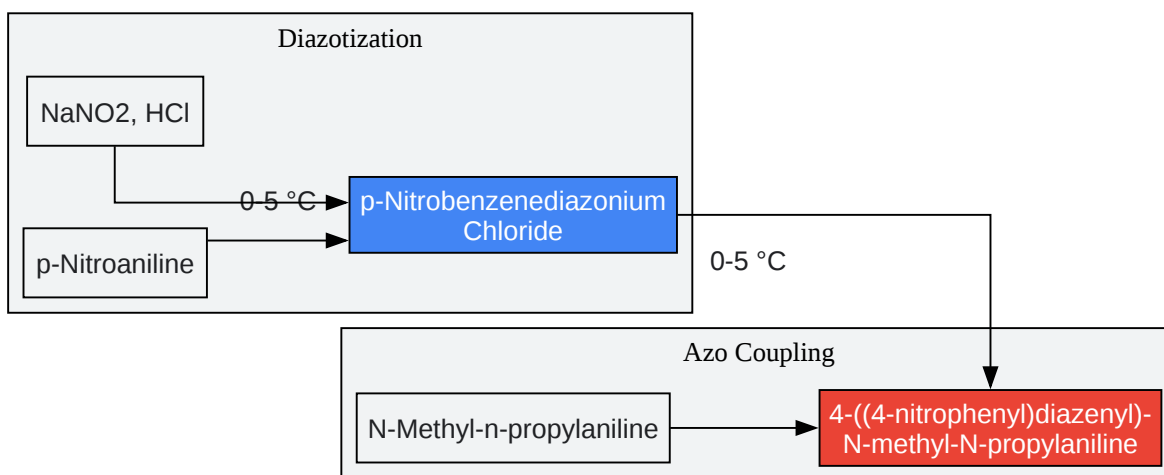 Diazotization
NaNO2, HCl
0-5 °C
p-Nitrobenzenediazonium
Chloride
p-Nitroaniline
0-5 °C
Azo Coupling
N-Methyl-n-propylaniline
4-((4-nitrophenyl)diazenyl)-
N-methyl-N-propylaniline